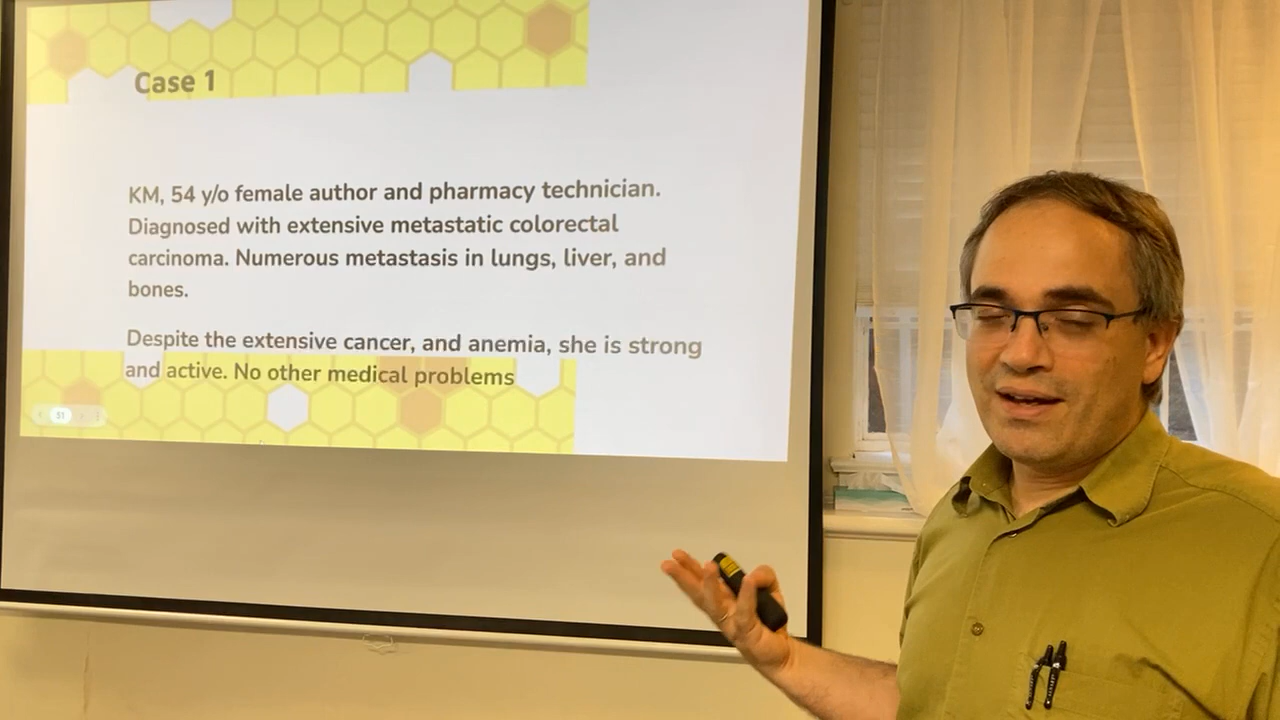 Case 1
KM, 54 y/o female author and pharmacy technician.
Diagnosed with extensive metastatic colorectal
carcinoma. Numerous metastasis in lungs, liver, and
bones.
Despite the extensive cancer, and anemia, she is strong
and active. No other medical problems
51